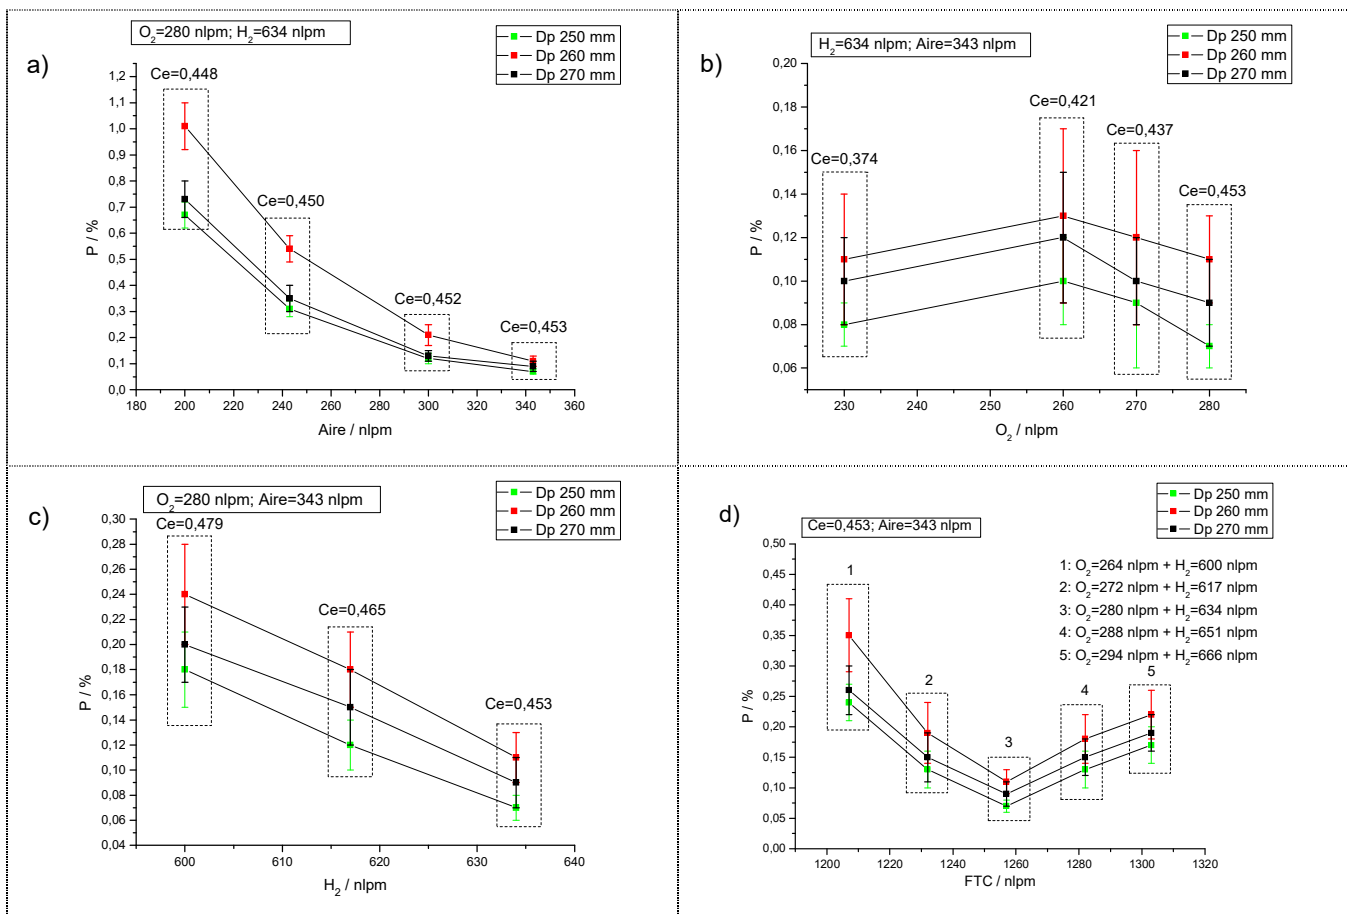 a)
O2=280 nlpm; H2=634 nlpm
Dp 250 mm
Dp 260 mm
Dp 270 mm
Ce=0,448
Ce=0,450
Ce=0,452
Ce=0,453
P / %
1,2
1,1
1,0
0,9
0,8
0,7
0,6
0,5
0,4
0,3
0,2
0,1
0,0
180 200 220 240 260 280 300 320 340 360
Aire / nlpm
b)
H2=634 nlpm; Aire=343 nlpm
Dp 250 mm
Dp 260 mm
Dp 270 mm
Ce=0,374
Ce=0,421
Ce=0,437
Ce=0,453
P / %
0,20
0,18
0,16
0,14
0,12
0,10
0,08
0,06
230 240 250 260 270 280
O2 / nlpm
c)
O2=280 nlpm; Aire=343 nlpm
Dp 250 mm
Dp 260 mm
Dp 270 mm
Ce=0,479
Ce=0,465
Ce=0,453
P / %
0,30
0,28
0,26
0,24
0,22
0,20
0,18
0,16
0,14
0,12
0,10
0,08
0,06
0,04
600 610 620 630 640
H2 / nlpm
d)
Ce=0,453; Aire=343 nlpm
Dp 250 mm
Dp 260 mm
Dp 270 mm
1: O2=264 nlpm + H2=600 nlpm
2: O2=272 nlpm + H2=617 nlpm
3: O2=280 nlpm + H2=634 nlpm
4: O2=288 nlpm + H2=651 nlpm
5: O2=294 nlpm + H2=666 nlpm
1
2
3
4
5
P / %
0,50
0,45
0,40
0,35
0,30
0,25
0,20
0,15
0,10
0,05
0,00
1200 1220 1240 1260 1280 1300 1320
FTC / nlpm